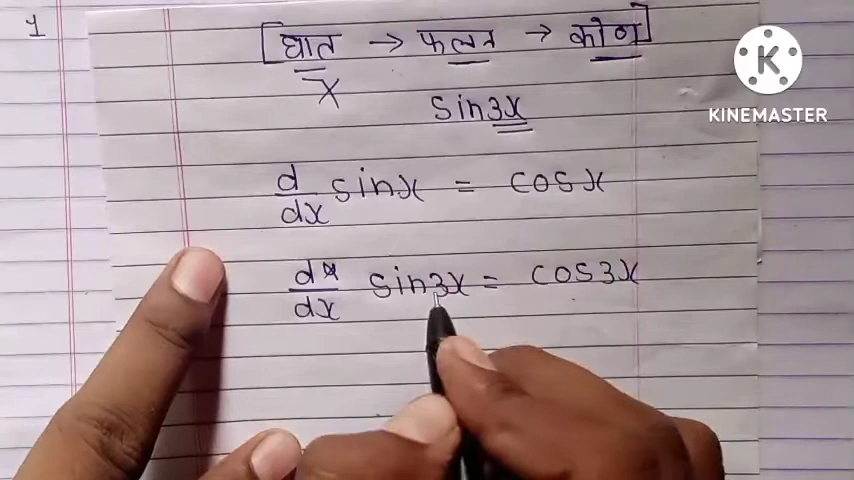 1
[घात → फलन → कोण]
x
K
KINEMASTER
sin3x
d/dx sinx = cosx
d/dx sin3x = cos3x